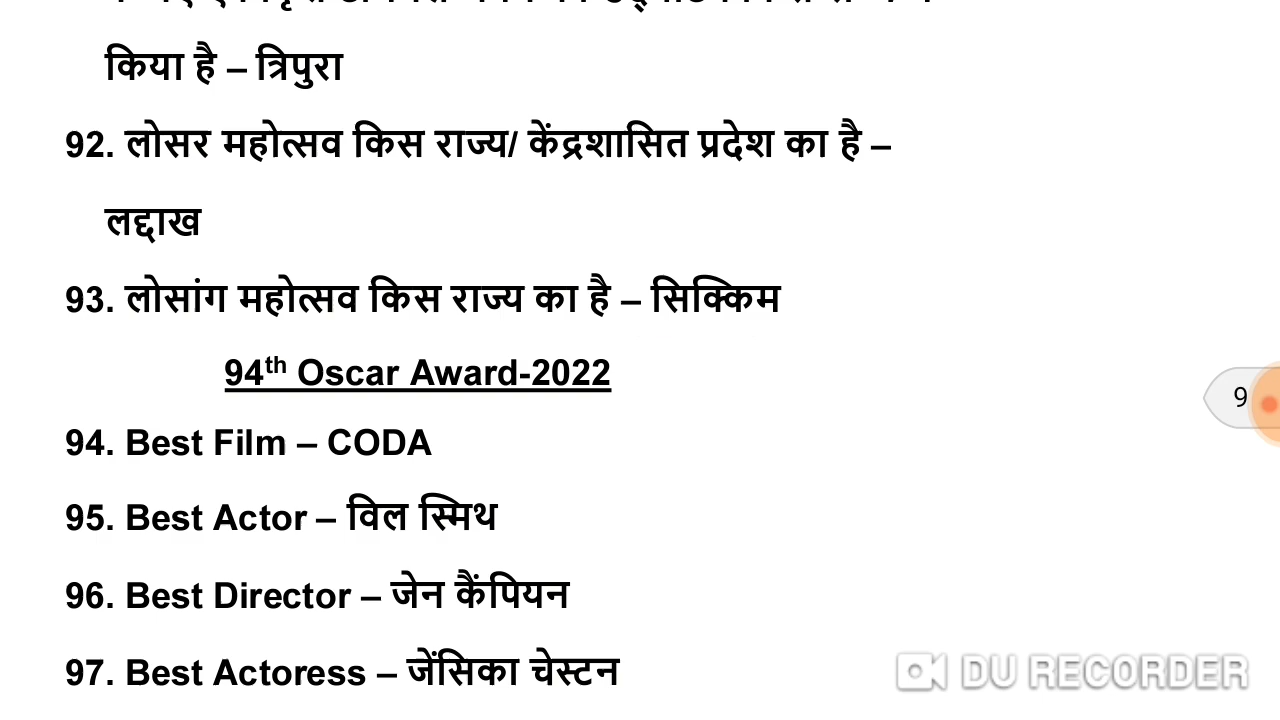 किया है – त्रिपुरा
92. लोसर महोत्सव किस राज्य/ केंद्रशासित प्रदेश का है –
लद्दाख
93. लोसांग महोत्सव किस राज्य का है – सिक्किम
94th Oscar Award-2022
94. Best Film – CODA
9
95. Best Actor – विल स्मिथ
96. Best Director – जेन कैंपियन
97. Best Actoress – जेंसिका चेस्टन
DU RECORDER